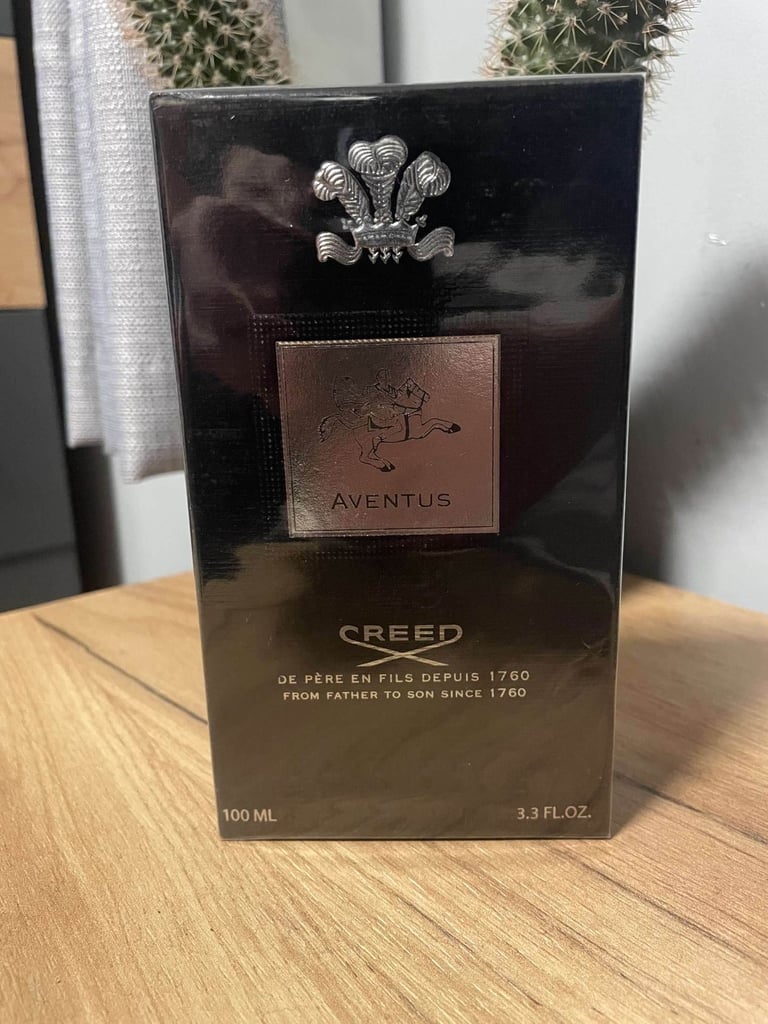 AVENTUS
CREED
DE PÈRE EN FILS DEPUIS 1760
FROM FATHER TO SON SINCE 1760
100 ML
3.3 FL.OZ.